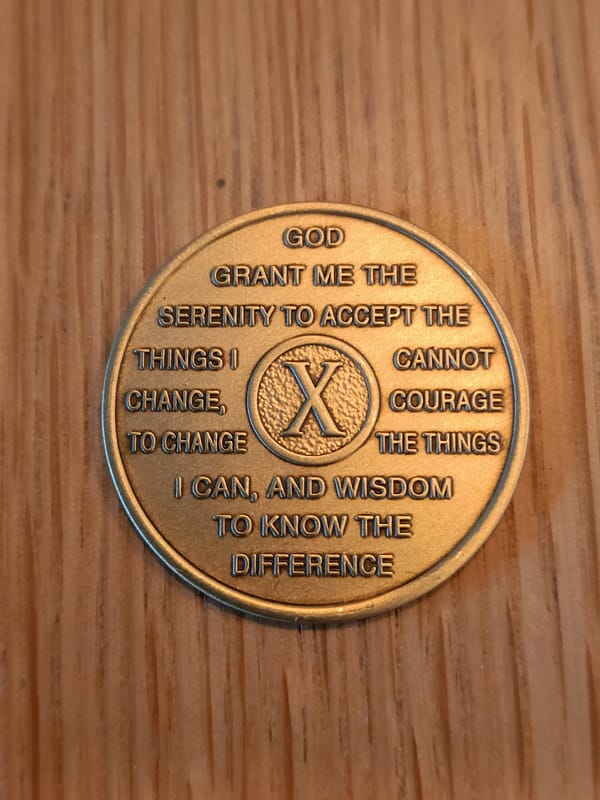 GOD
GRANT ME THE
SERENITY TO ACCEPT THE
THINGS I CANNOT
X
CHANGE, COURAGE
TO CHANGE THE THINGS
I CAN, AND WISDOM
TO KNOW THE
DIFFERENCE